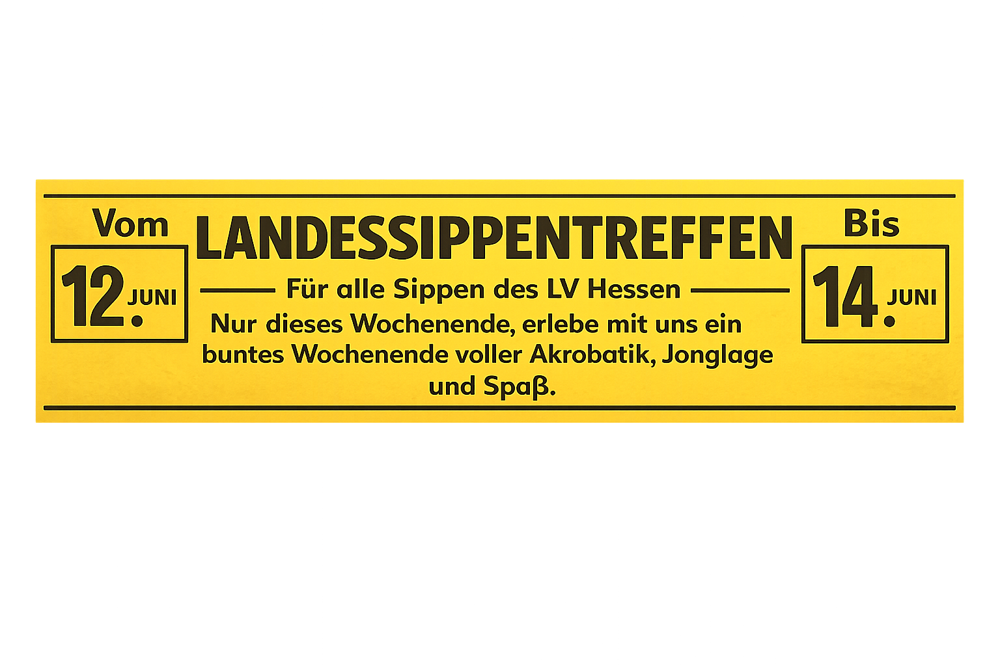 Vom
12. JUNI
LANDESSIPPENTREFFEN
Für alle Sippen des LV Hessen
Nur dieses Wochenende, erlebe mit uns ein
buntes Wochenende voller Akrobatik, Jonglage
und Spaß.
Bis
14. JUNI